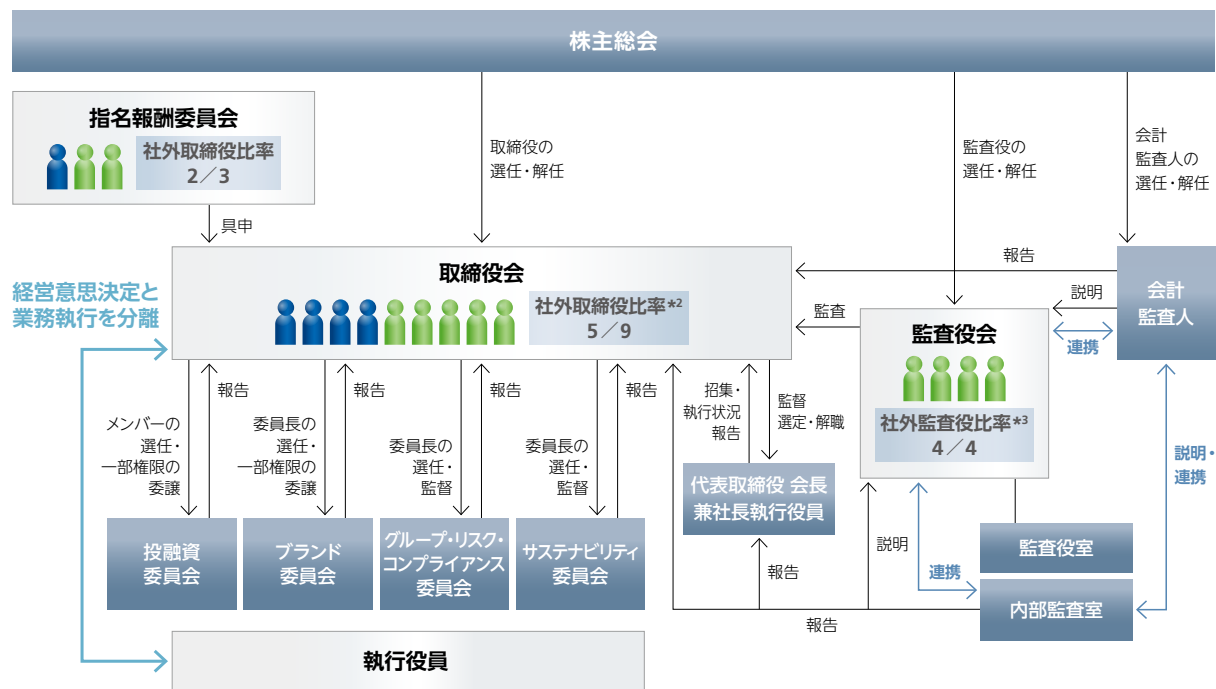 株主総会
指名報酬委員会
社外取締役比率
2／3
具申
取締役の
選任・解任
監査役の
選任・解任
会計
監査人の
選任・解任
経営意思決定と
業務執行を分離
取締役会
社外取締役比率*2
5／9
報告
監査
説明
連携
会計
監査人
監査役会
社外監査役比率*3
4／4
説明・
連携
報告
メンバーの
選任・
一部権限の
委譲
報告
委員長の
選任・
一部権限の
委譲
報告
委員長の
選任・
監督
報告
委員長の
選任・
監督
報告
招集・
執行状況
報告
監督
選定・解職
代表取締役 会長
兼社長執行役員
投融資
委員会
ブランド
委員会
グループ・リスク・
コンプライアンス
委員会
サステナビリティ
委員会
報告
説明
連携
監査役室
内部監査室
報告
執行役員